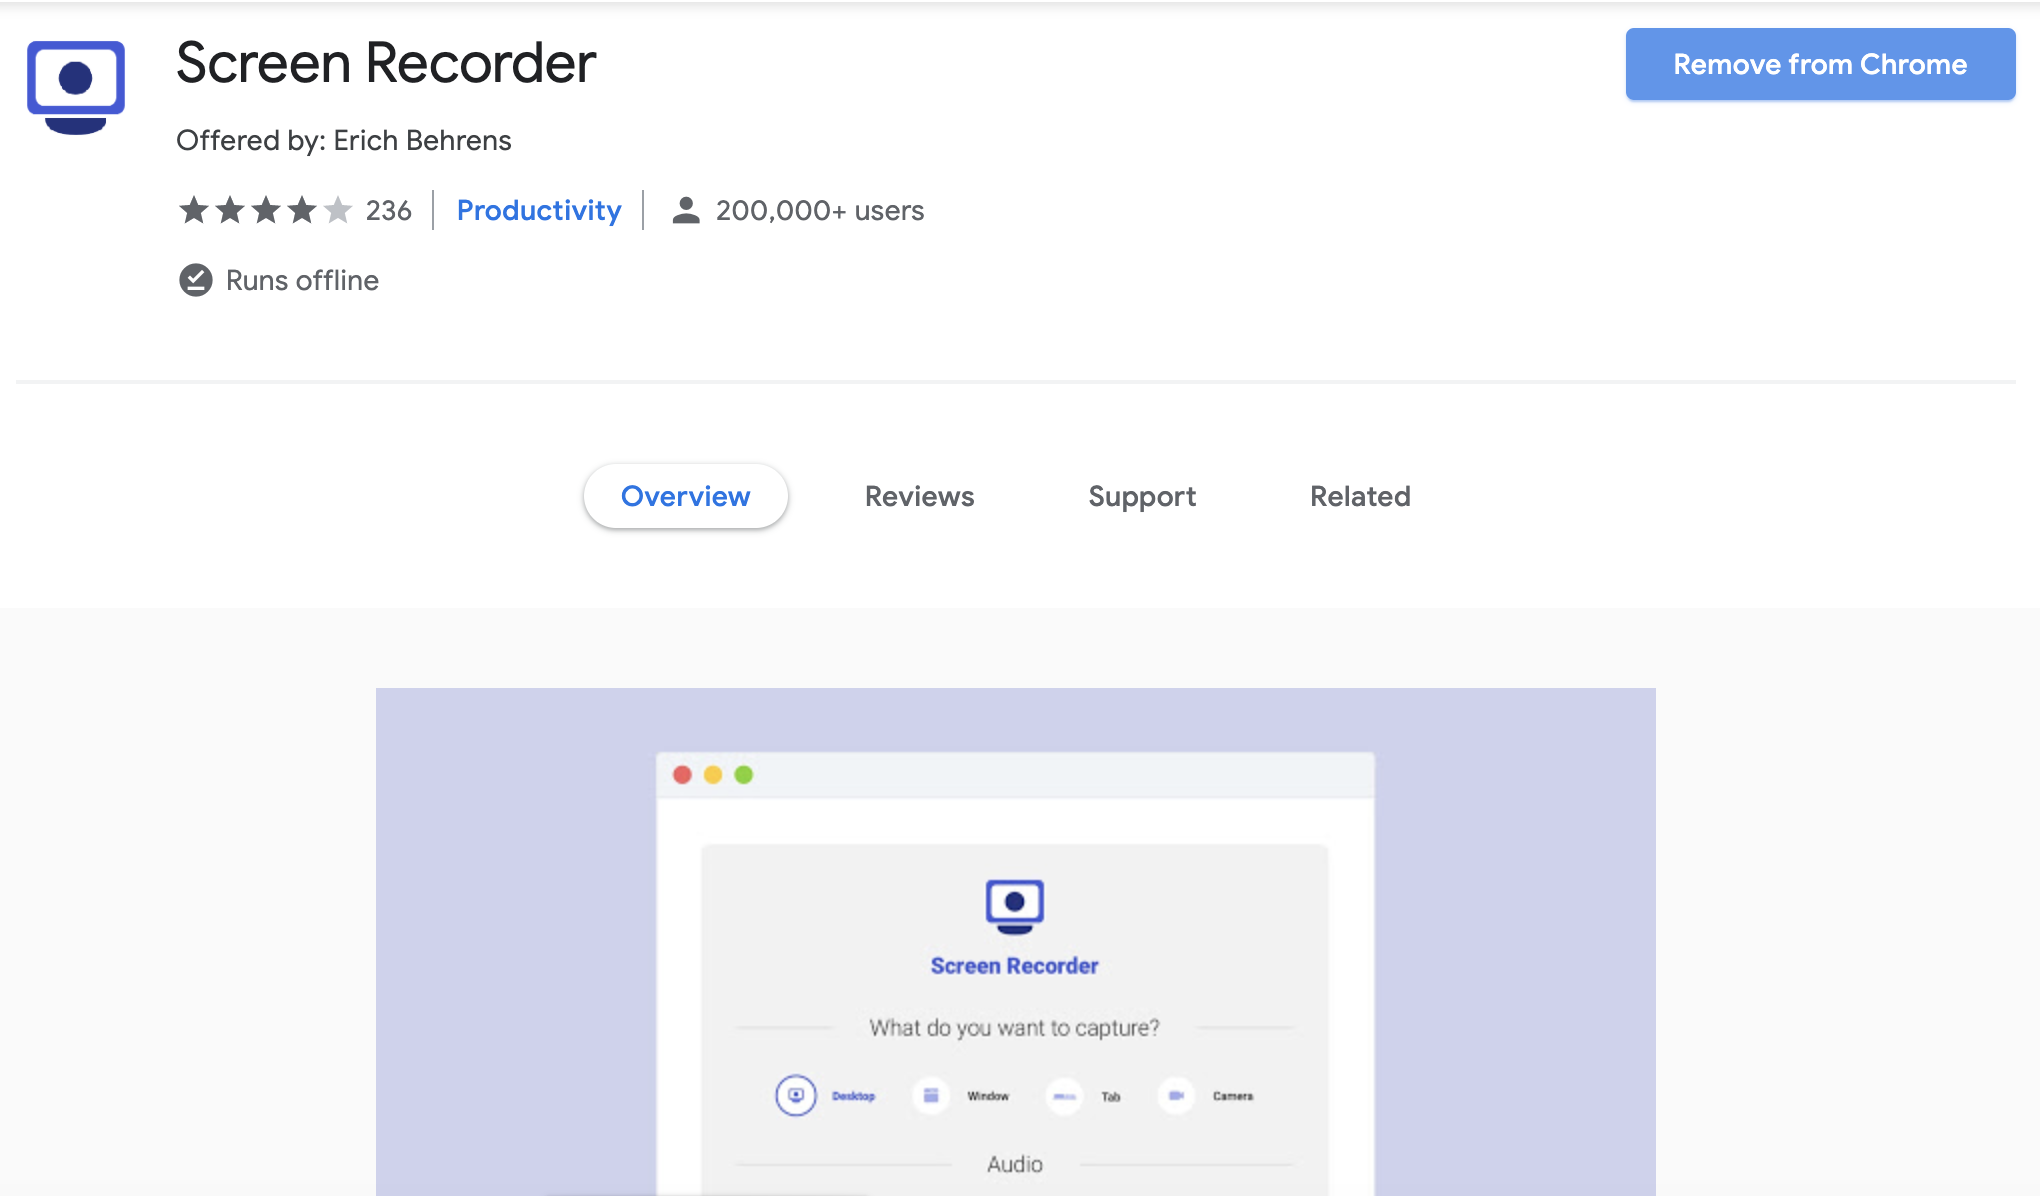 Screen Recorder
Remove from Chrome
Offered by: Erich Behrens
236 Productivity 200,000+ users
Runs offline
Overview Reviews Support Related
Screen Recorder
What do you want to capture?
Desktop Window Tab Camera
Audio